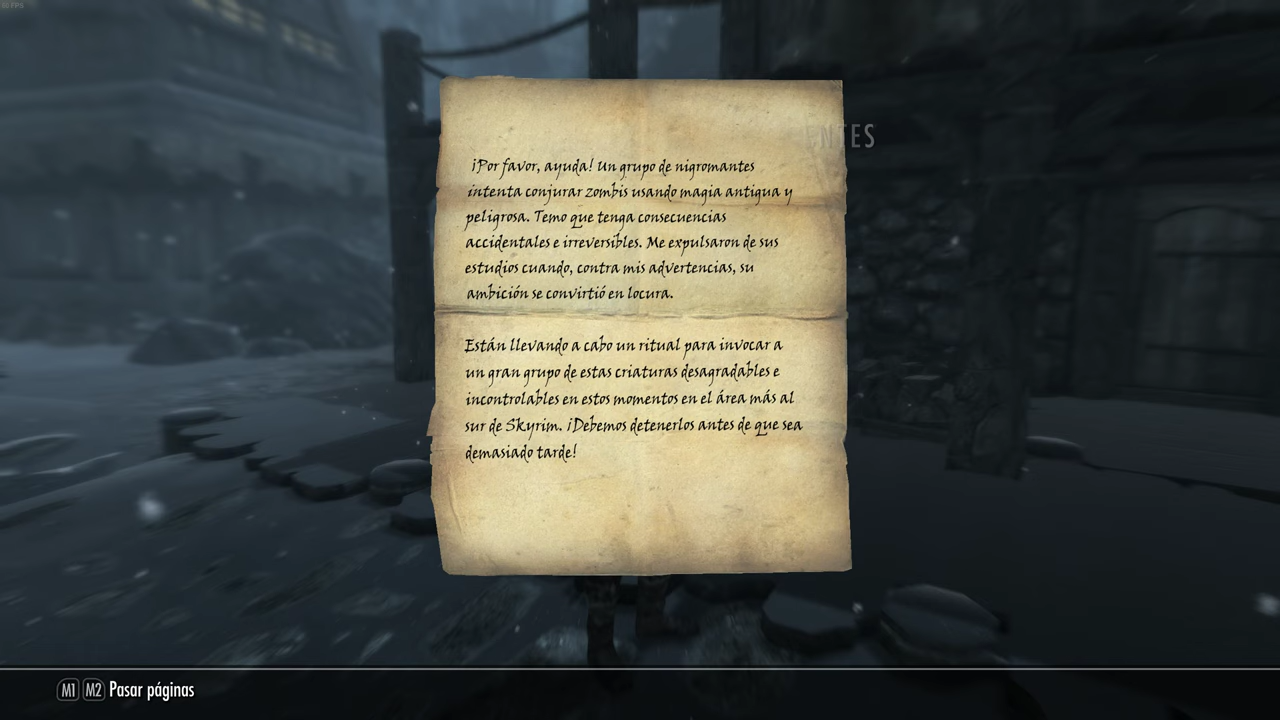 60 FPS
ENTES
¡Por favor, ayuda! Un grupo de nigromantes
intenta conjurar zombis usando magia antigua y
peligrosa. Temo que tenga consecuencias
accidentales e irreversibles. Me expulsaron de sus
estudios cuando, contra mis advertencias, su
ambición se convirtió en locura.
Están llevando a cabo un ritual para invocar a
un gran grupo de estas criaturas desagradables e
incontrolables en estos momentos en el área más al
sur de Skyrim. ¡Debemos detenerlos antes de que sea
demasiado tarde!
M1 M2 Pasar páginas